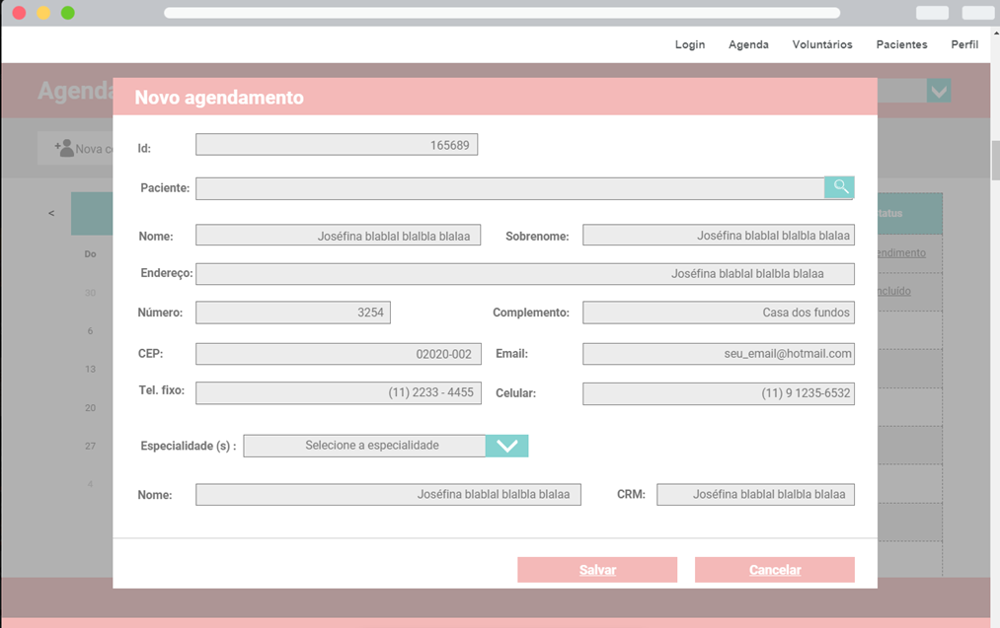 Login Agenda Voluntários Pacientes Perfil
Agenda
Novo agendamento
Nova
Id: 165689
Paciente:
Nome: Joséfina blablal blalbla blalaa Sobrenome: Joséfina blablal blalbla blalaa
Endereço: Joséfina blablal blalbla blalaa
Número: 3254 Complemento: Casa dos fundos
CEP: 02020-002 Email: seu_email@hotmail.com
Tel. fixo: (11) 2233 - 4455 Celular: (11) 9 1235-6532
Especialidade (s) : Selecione a especialidade
Nome: Joséfina blablal blalbla blalaa CRM: Joséfina blablal blalbla blalaa
Salvar Cancelar
<
Do
30
6
13
20
27
4
tatus
endimento
ncluído